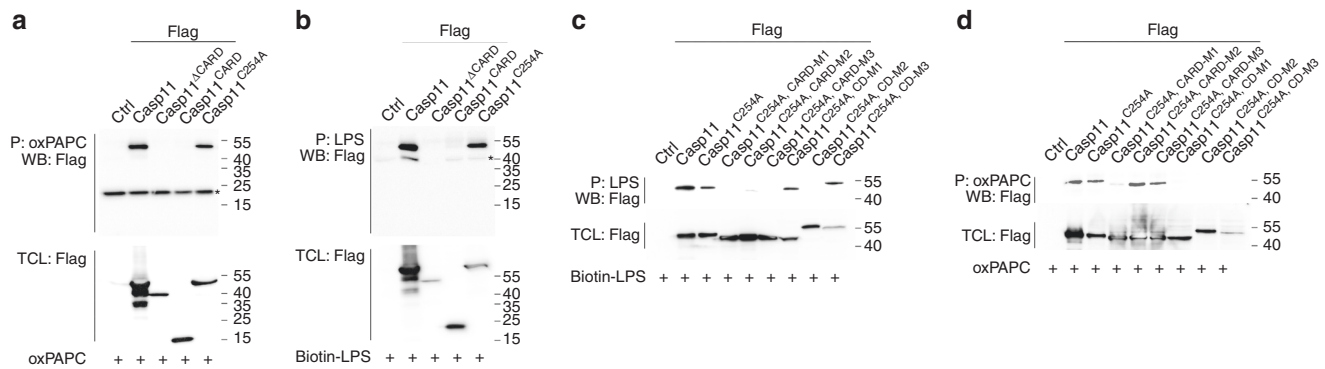 a
Flag
Ctrl
Casp11
Casp11ΔCARD
Casp11CARD
Casp11C254A
P: oxPAPC
WB: Flag
55
40
35
25
15
*
TCL: Flag
55
40
35
25
15
oxPAPC + + + + +
b
Flag
Ctrl
Casp11
Casp11ΔCARD
Casp11CARD
Casp11C254A
P: LPS
WB: Flag
55
40
35
25
15
*
TCL: Flag
55
40
35
25
15
Biotin-LPS + + + + +
c
Flag
Ctrl
Casp11
Casp11C254A
Casp11C254A, CARD-M1
Casp11C254A, CARD-M2
Casp11C254A, CARD-M3
Casp11C254A, CD-M1
Casp11C254A, CD-M2
Casp11C254A, CD-M3
P: LPS
WB: Flag
55
40
TCL: Flag
55
40
Biotin-LPS + + + + + + + + +
d
Flag
Ctrl
Casp11
Casp11C254A
Casp11C254A, CARD-M1
Casp11C254A, CARD-M2
Casp11C254A, CARD-M3
Casp11C254A, CD-M1
Casp11C254A, CD-M2
Casp11C254A, CD-M3
P: oxPAPC
WB: Flag
55
40
TCL: Flag
55
40
oxPAPC + + + + + + + + +